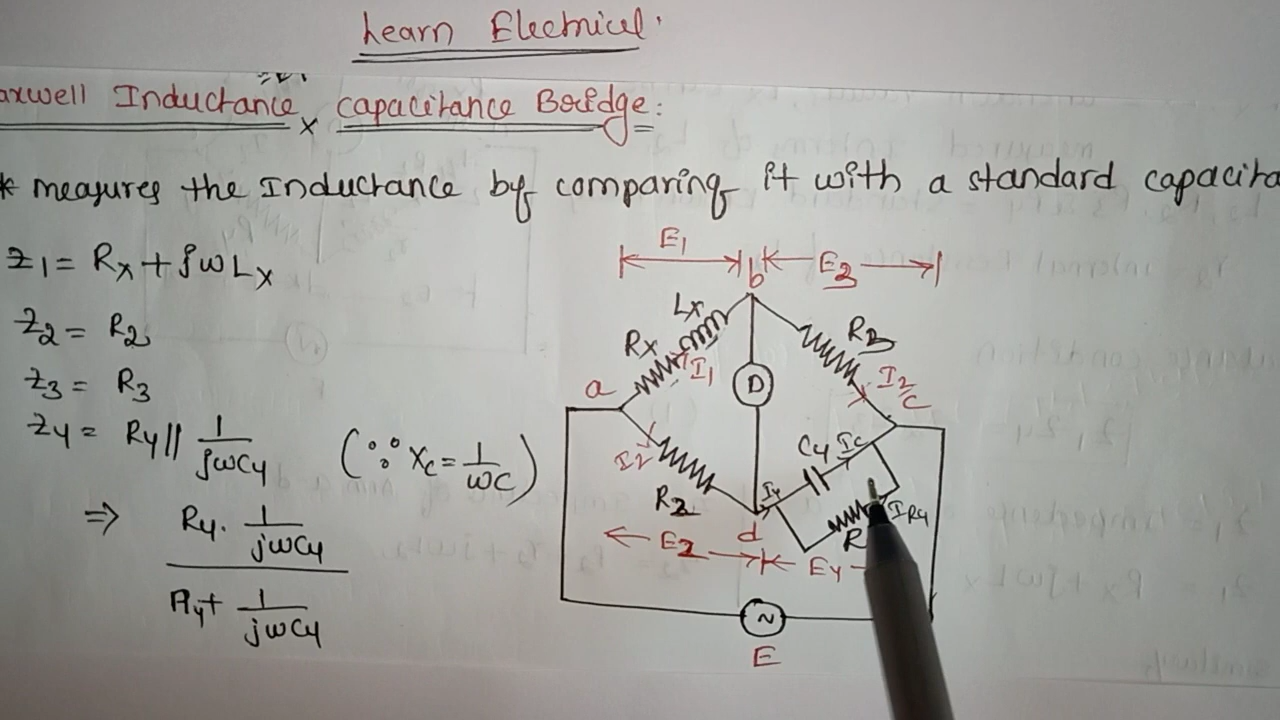 Learn Electrical.
axwell Inductance capacitance Bridge:
* measures the Inductance by comparing it with a standard capacita
Z1 = Rx + jωLx
Z2 = R2
Z3 = R3
Z4 = R4 || 1/jωC4 (∵ Xc = 1/ωC)
⇒ R4 . 1/jωC4
R4 + 1/jωC4
E1 E3
b
Lx R3
Rx I1 I2 c
a
I2 C4 Ic
R2 I4 IR4
d R
E2 E4
D
~
E